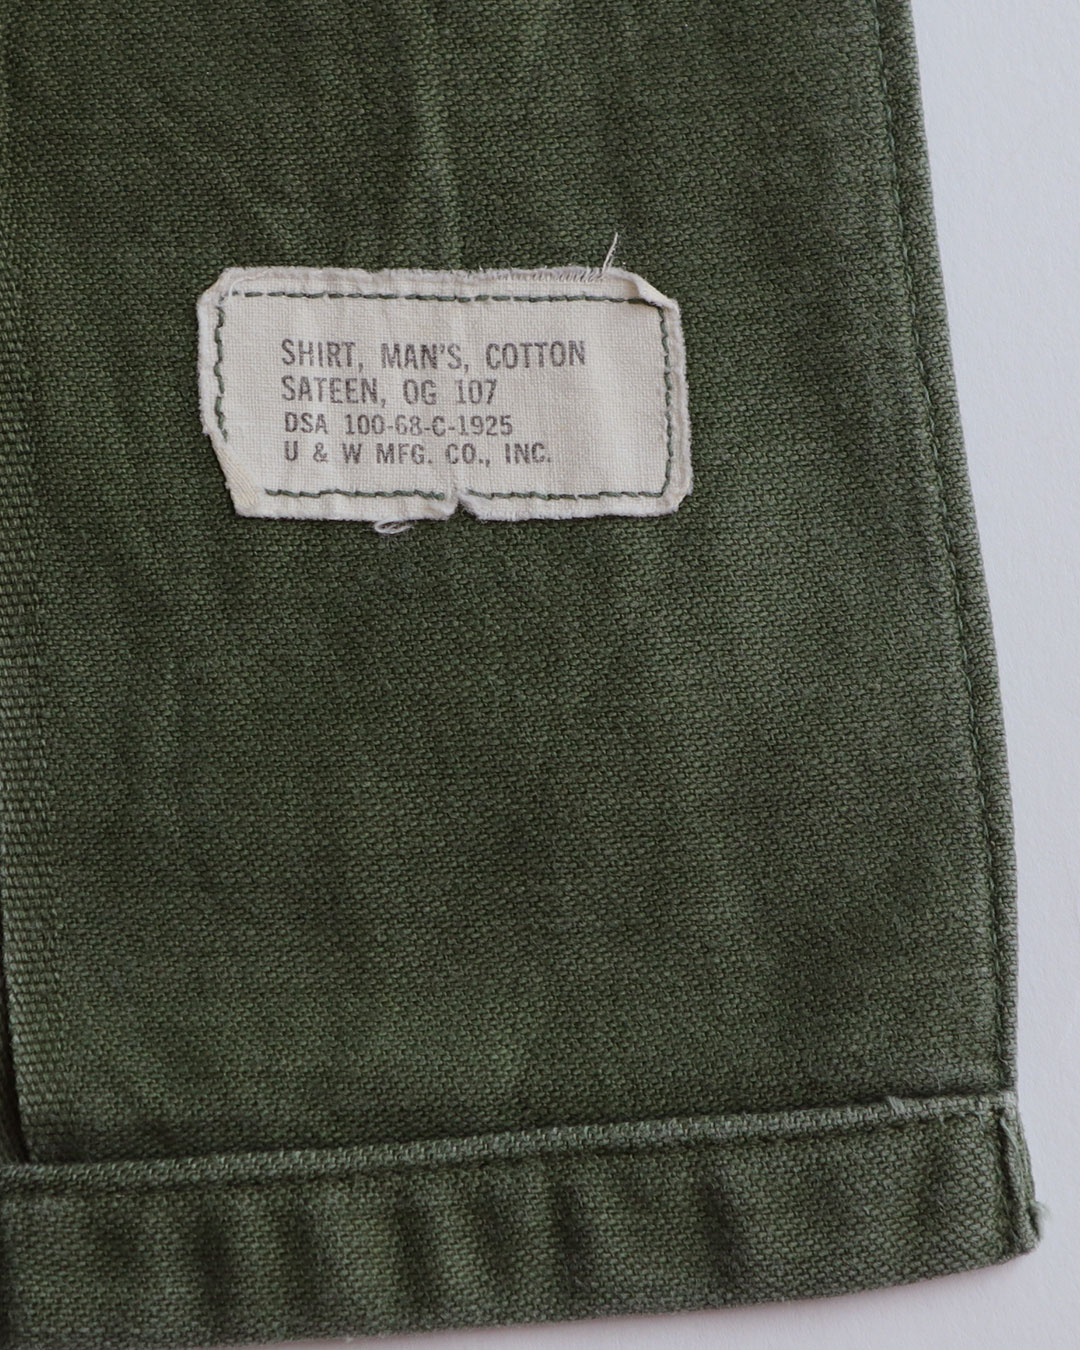 SHIRT, MAN'S, COTTON
SATEEN, OG 107
DSA 100-68-C-1925
U & W MFG. CO., INC.